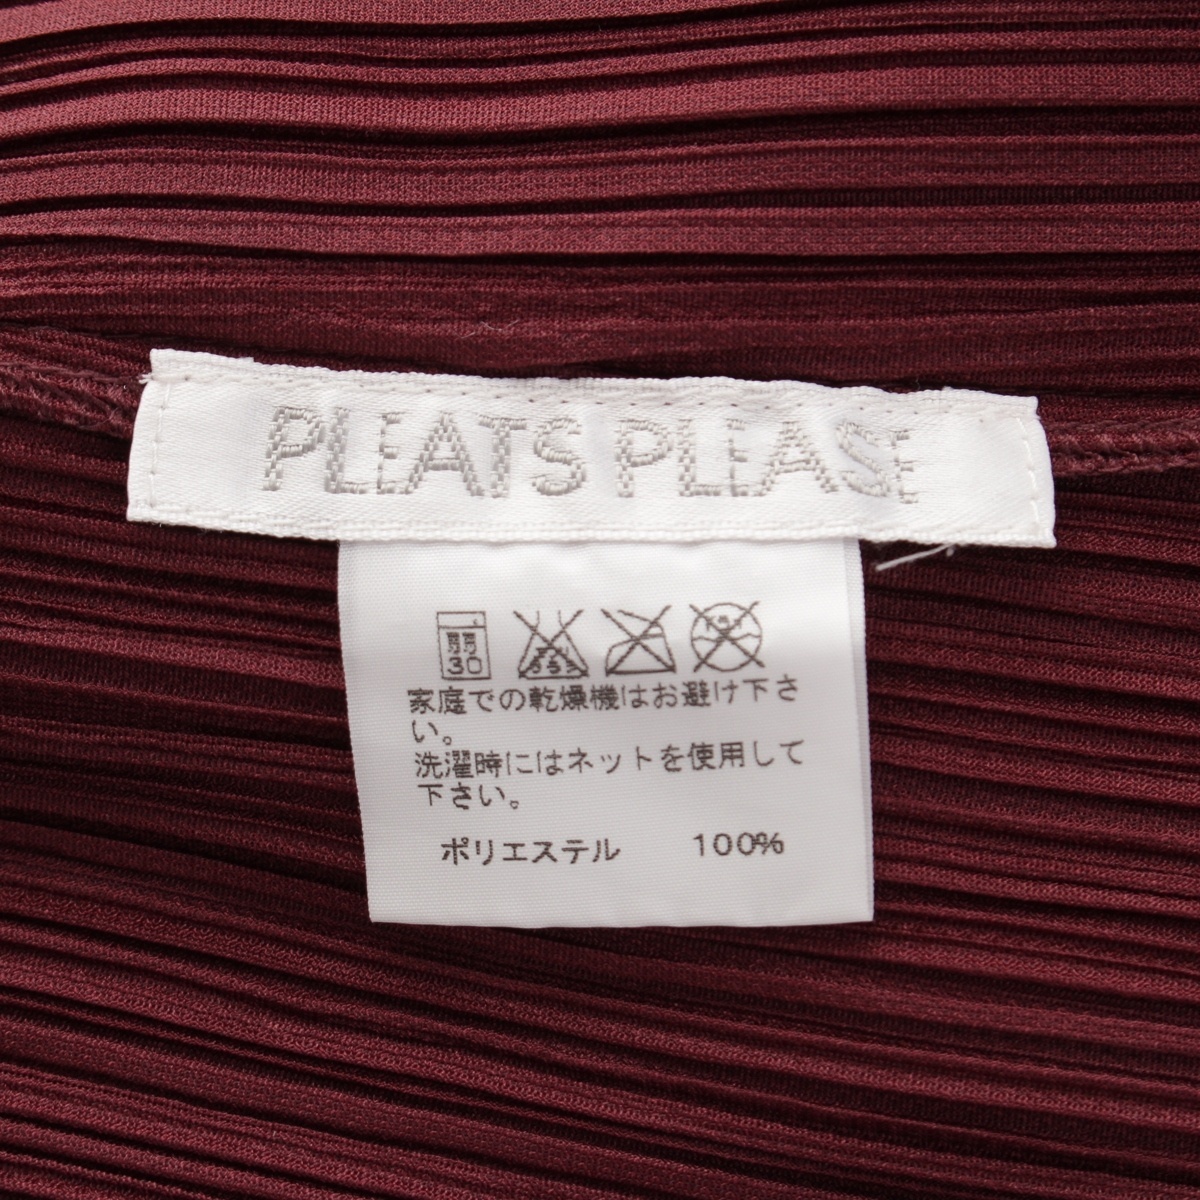 PLEATS PLEASE
弱
30
家庭での乾燥機はお避け下さ
い。
洗濯時にはネットを使用して
下さい。
ポリエステル 100%